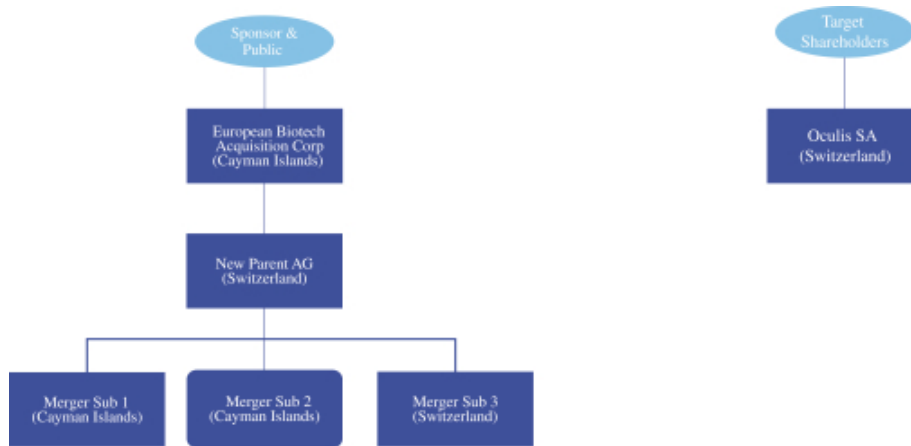 Sponsor &
Public
Target
Shareholders
European Biotech
Acquisition Corp
(Cayman Islands)
Oculis SA
(Switzerland)
New Parent AG
(Switzerland)
Merger Sub 1
(Cayman Islands)
Merger Sub 2
(Cayman Islands)
Merger Sub 3
(Switzerland)